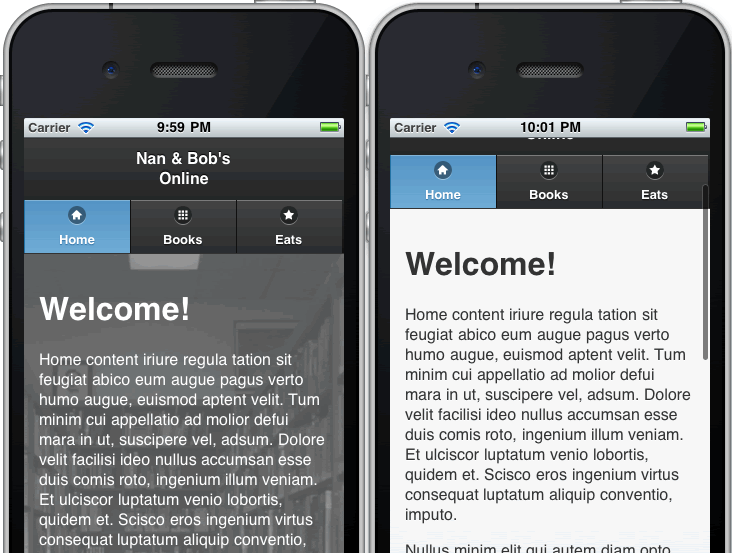 Carrier 9:59 PM
Nan & Bob's
Online
Home Books Eats
Welcome!
Home content iriure regula tation sit
feugiat abico eum augue pagus verto
humo augue, euismod aptent velit. Tum
minim cui appellatio ad molior defui
mara in ut, suscipere vel, adsum. Dolore
velit facilisi ideo nullus accumsan esse
duis comis roto, ingenium illum veniam.
Et ulciscor luptatum venio lobortis,
quidem et. Scisco eros ingenium virtus
consequat luptatum aliquip conventio,
Carrier 10:01 PM
Online
Home Books Eats
Welcome!
Home content iriure regula tation sit
feugiat abico eum augue pagus verto
humo augue, euismod aptent velit. Tum
minim cui appellatio ad molior defui
mara in ut, suscipere vel, adsum. Dolore
velit facilisi ideo nullus accumsan esse
duis comis roto, ingenium illum veniam.
Et ulciscor luptatum venio lobortis,
quidem et. Scisco eros ingenium virtus
consequat luptatum aliquip conventio,
imputo.
Nullus minim elit qui autem diam opto